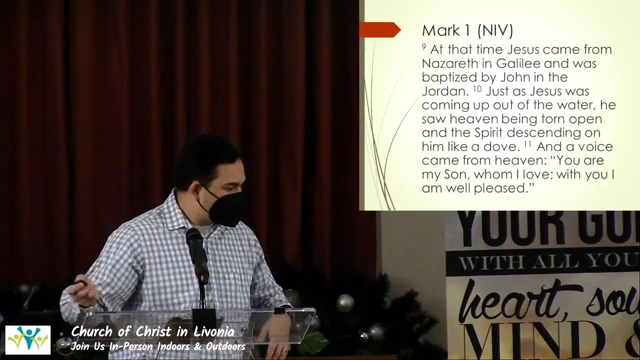 Mark 1 (NIV)
9 At that time Jesus came from
Nazareth in Galilee and was
baptized by John in the
Jordan. 10 Just as Jesus was
coming up out of the water, he
saw heaven being torn open
and the Spirit descending on
him like a dove. 11 And a voice
came from heaven: “You are
my Son, whom I love; with you I
am well pleased.”
YOUR
WITH ALL
heart,
MIND &
Church of Christ in Livonia
Join Us In-Person Indoors & Outdoors